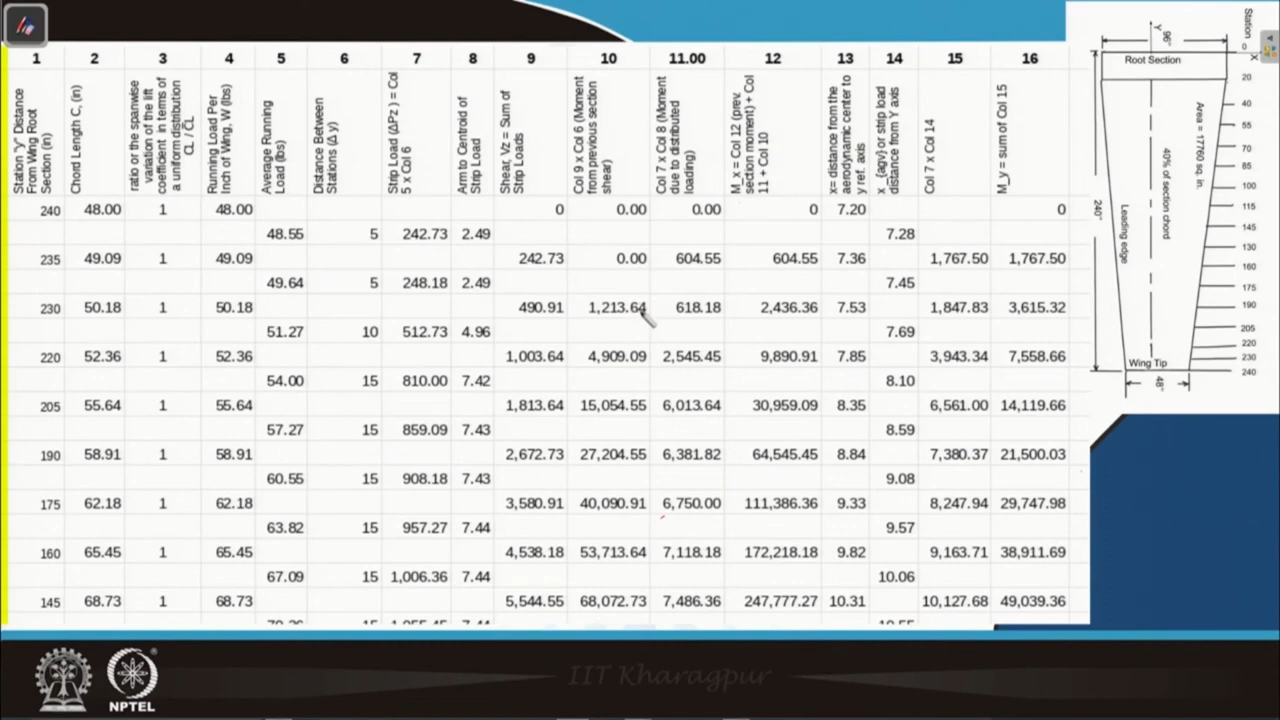 1 2 3 4 5 6 7 8 9 10 11.00 12 13 14 15 16
Station "y" Distance
From Wing Root
Section (in)
Chord Length C, (in)
ratio or the spanwise
variation of the lift
coefficient in terms of
a uniform distribution
CL / C̅L
Running Load Per
Inch of Wing, W (lbs)
Average Running
Load (lbs)
Distance Between
Stations (Δ y)
Strip Load (ΔPz ) = Col
5 x Col 6
Arm to Centroid of
Strip Load
Shear, Vz = Sum of
Strip Loads
Col 9 x Col 6 (Moment
from previous section
shear)
Col 7 x Col 8 (Moment
due to distributed
loading)
M_x = Col 12 (prev.
section moment) + Col
11 + Col 10
x= distance from the
aerodynamic center to
y ref. axis
x_{agv} or strip load
distance from Y axis
Col 7 x Col 14
M_y = sum of Col 15
240 48.00 1 48.00 0 0.00 0.00 0 7.20 0
48.55 5 242.73 2.49 7.28
235 49.09 1 49.09 242.73 0.00 604.55 604.55 7.36 1,767.50 1,767.50
49.64 5 248.18 2.49 7.45
230 50.18 1 50.18 490.91 1,213.64 618.18 2,436.36 7.53 1,847.83 3,615.32
51.27 10 512.73 4.96 7.69
220 52.36 1 52.36 1,003.64 4,909.09 2,545.45 9,890.91 7.85 3,943.34 7,558.66
54.00 15 810.00 7.42 8.10
205 55.64 1 55.64 1,813.64 15,054.55 6,013.64 30,959.09 8.35 6,561.00 14,119.66
57.27 15 859.09 7.43 8.59
190 58.91 1 58.91 2,672.73 27,204.55 6,381.82 64,545.45 8.84 7,380.37 21,500.03
60.55 15 908.18 7.43 9.08
175 62.18 1 62.18 3,580.91 40,090.91 6,750.00 111,386.36 9.33 8,247.94 29,747.98
63.82 15 957.27 7.44 9.57
160 65.45 1 65.45 4,538.18 53,713.64 7,118.18 172,218.18 9.82 9,163.71 38,911.69
67.09 15 1,006.36 7.44 10.06
145 68.73 1 68.73 5,544.55 68,072.73 7,486.36 247,777.27 10.31 10,127.68 49,039.36
Station
Y
96"
X
Root Section
Area = 17760 sq. in.
40% of section chord
Leading edge
240"
Wing Tip
48"
0
20
40
55
70
85
100
115
145
130
160
175
190
205
220
230
240
IIT Kharagpur
NPTEL